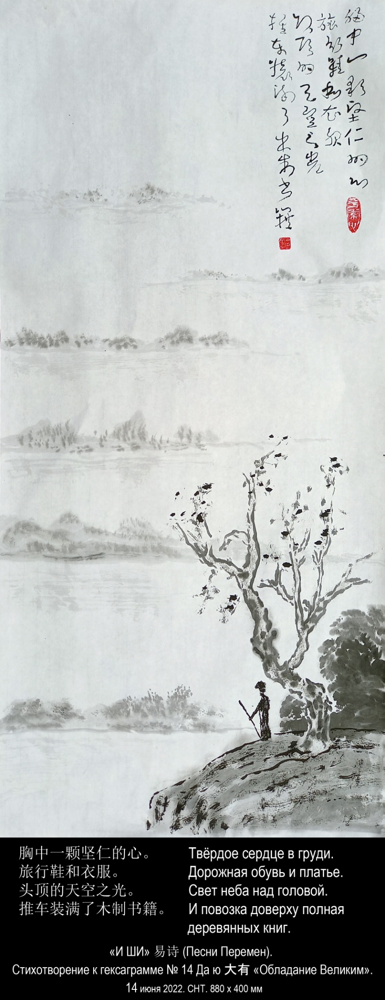 胸中一颗坚仁的心
旅行鞋和衣服
头顶的天空之光
推车装满了木制书籍
胸中一颗坚仁的心。
旅行鞋和衣服。
头顶的天空之光。
推车装满了木制书籍。
Твёрдое сердце в груди.
Дорожная обувь и платье.
Свет неба над головой.
И повозка доверху полная
деревянных книг.
«И ШИ» 易诗 (Песни Перемен).
Стихотворение к гексаграмме № 14 Да ю 大有 «Обладание Великим».
14 июня 2022. СНТ. 880 х 400 мм